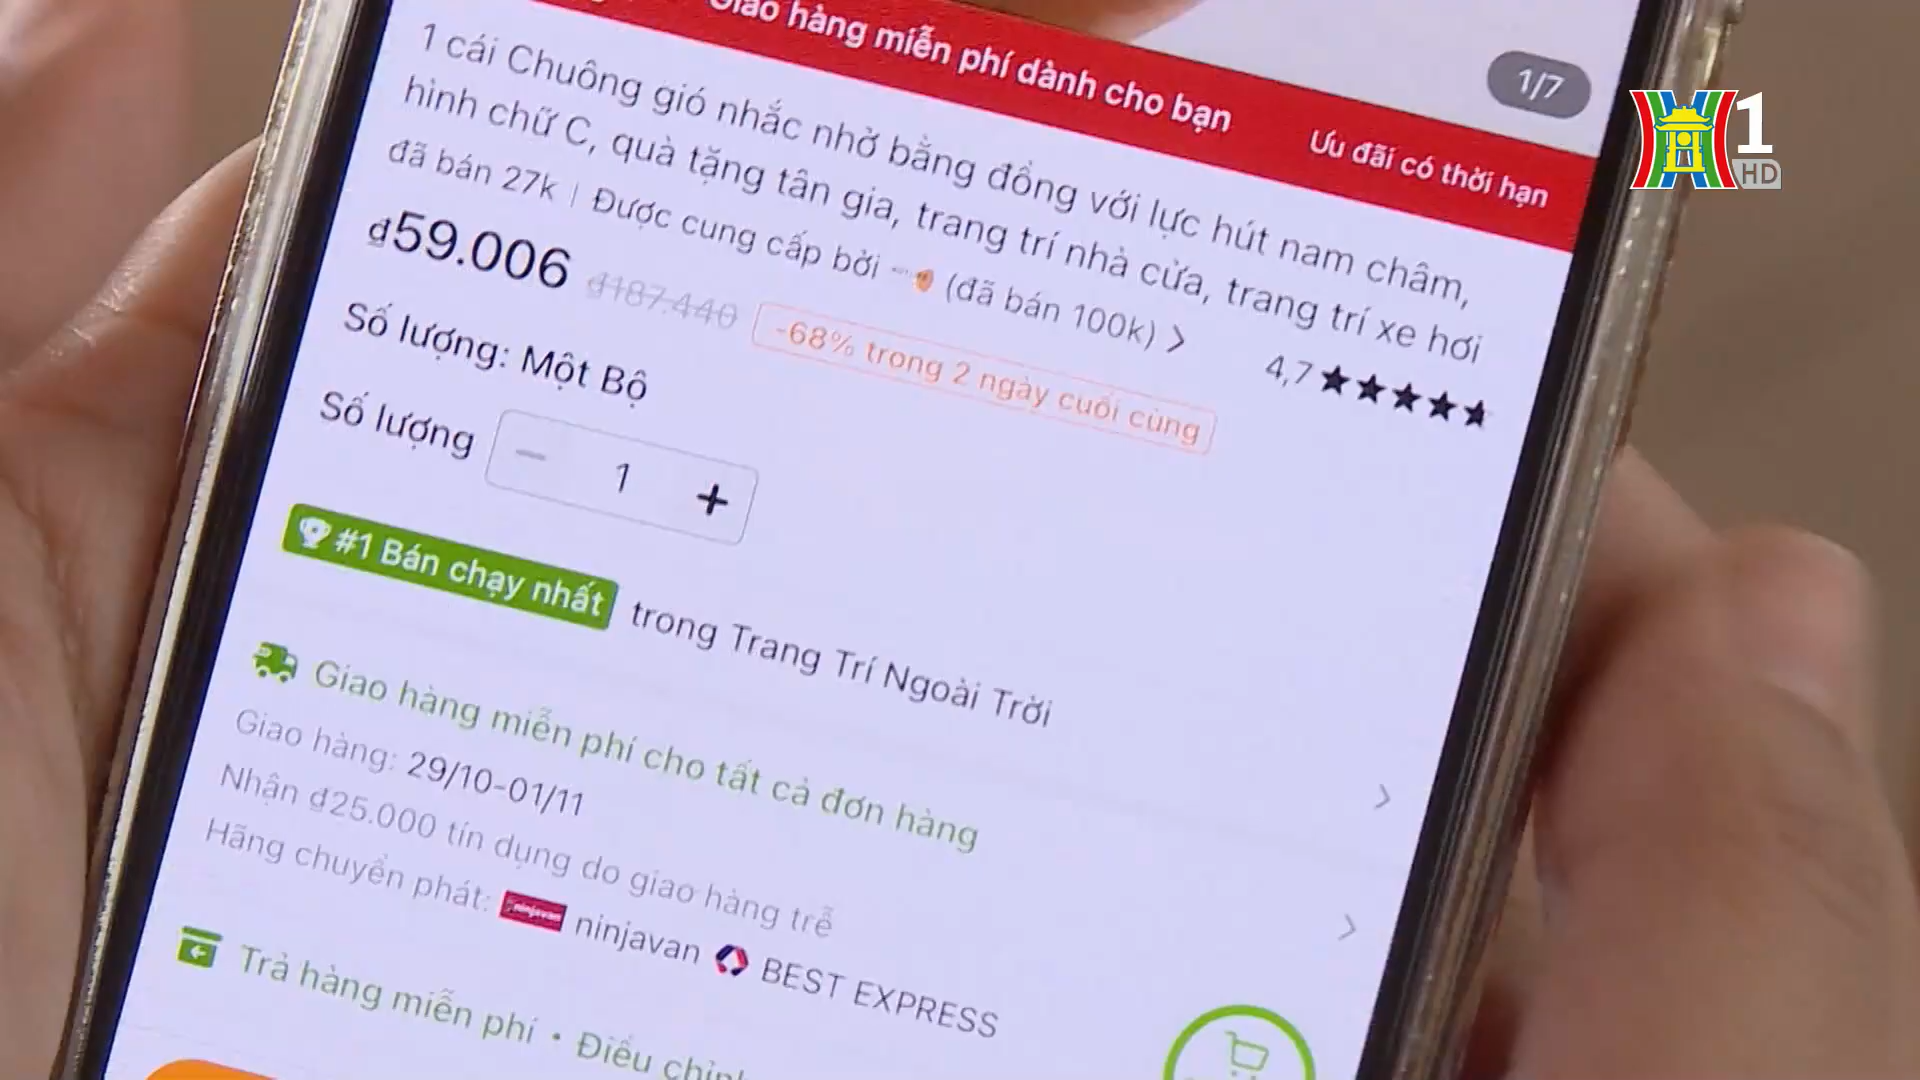 Giao hàng miễn phí dành cho bạn
Ưu đãi có thời hạn
1/7
1
HD
1 cái Chuông gió nhắc nhở bằng đồng với lực hút nam châm,
hình chữ C, quà tặng tân gia, trang trí nhà cửa, trang trí xe hơi
đã bán 27k | Được cung cấp bởi (đã bán 100k) >
4,7
₫59.006 ₫187.440 -68% trong 2 ngày cuối cùng
Số lượng: Một Bộ
Số lượng − 1 +
#1 Bán chạy nhất trong Trang Trí Ngoài Trời
Giao hàng miễn phí cho tất cả đơn hàng
Giao hàng: 29/10-01/11
Nhận ₫25.000 tín dụng do giao hàng trễ
Hãng chuyển phát: ninjavan ninjavan BEST EXPRESS
Trả hàng miễn phí • Điều chỉnh